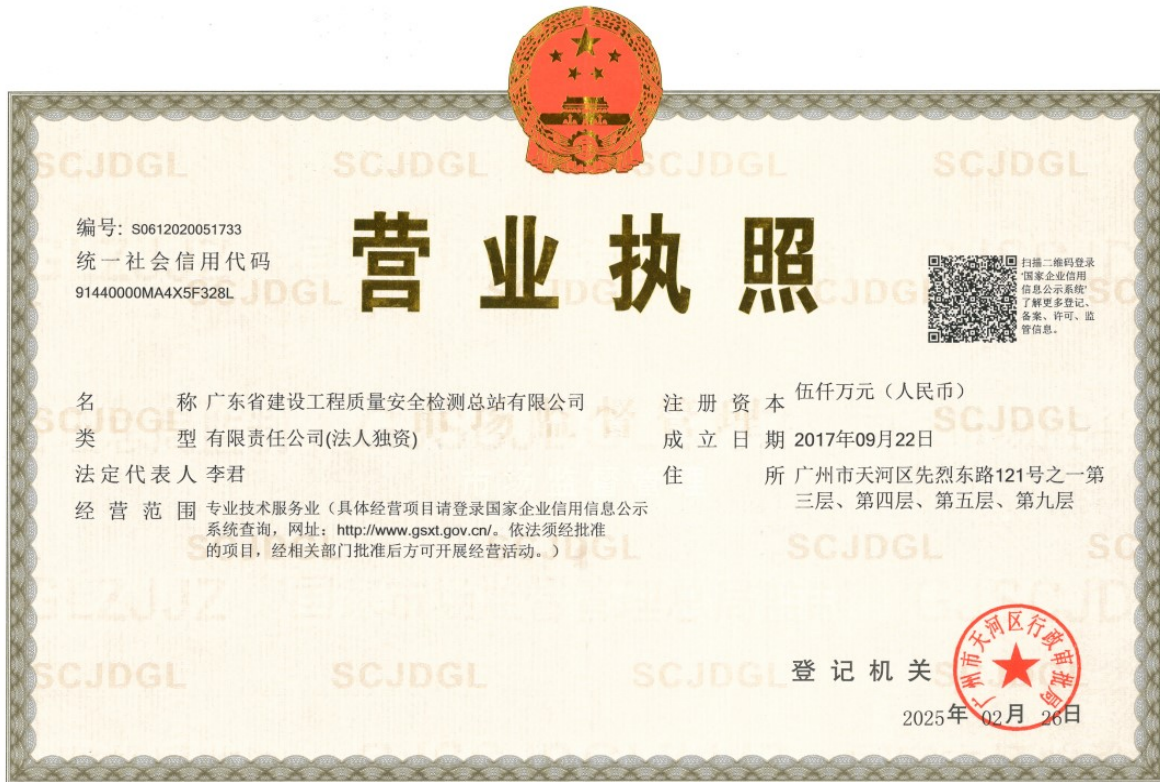 营业执照
编号: S0612020051733
统一社会信用代码
91440000MA4X5F328L
扫描二维码登录
‘国家企业信用
信息公示系统’
了解更多登记、
备案、许可、监
管信息。
名称 广东省建设工程质量安全检测总站有限公司
类型 有限责任公司(法人独资)
法定代表人 李君
经营范围 专业技术服务业（具体经营项目请登录国家企业信用信息公示
系统查询，网址：http://www.gsxt.gov.cn/。依法须经批准
的项目，经相关部门批准后方可开展经营活动。）
注册资本 伍仟万元（人民币）
成立日期 2017年09月22日
住所 广州市天河区先烈东路121号之一第
三层、第四层、第五层、第九层
登记机关
广州市天河区行政审批局
2025年 02月 26日
SCJDGL